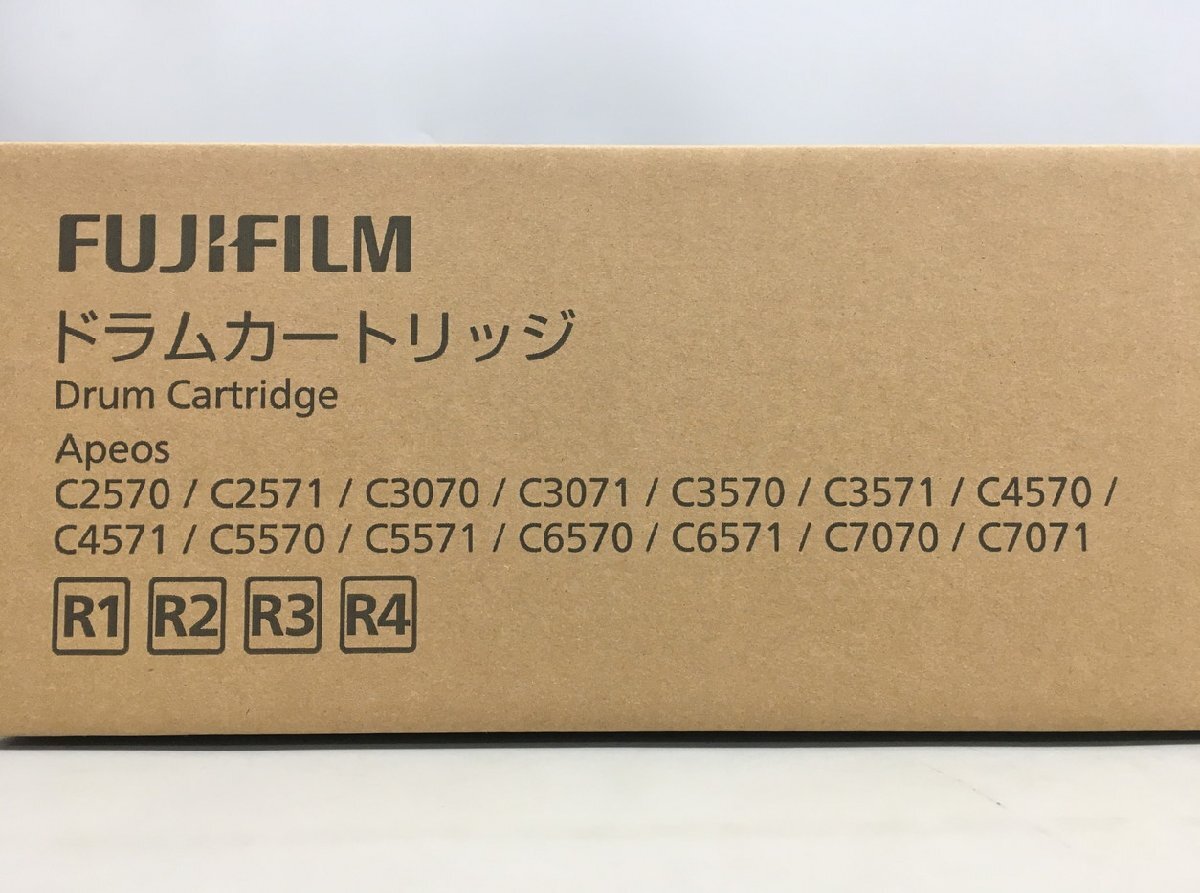 FUJIFILM
ドラムカートリッジ
Drum Cartridge
Apeos
C2570 / C2571 / C3070 / C3071 / C3570 / C3571 / C4570 /
C4571 / C5570 / C5571 / C6570 / C6571 / C7070 / C7071
R1 R2 R3 R4